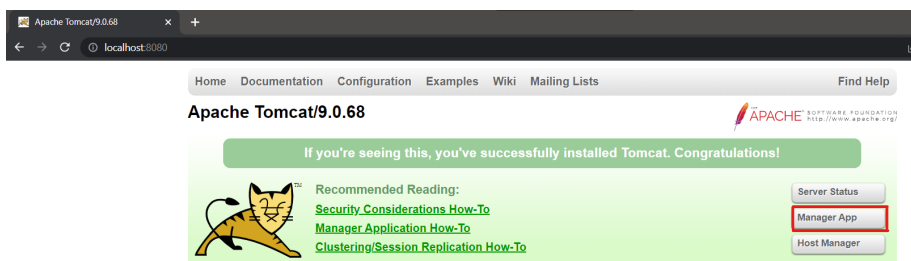 Apache Tomcat/9.0.68
localhost:8080
Home Documentation Configuration Examples Wiki Mailing Lists Find Help
Apache Tomcat/9.0.68
THE APACHE SOFTWARE FOUNDATION
http://www.apache.org/
If you're seeing this, you've successfully installed Tomcat. Congratulations!
TM
Recommended Reading:
Security Considerations How-To
Manager Application How-To
Clustering/Session Replication How-To
Server Status
Manager App
Host Manager